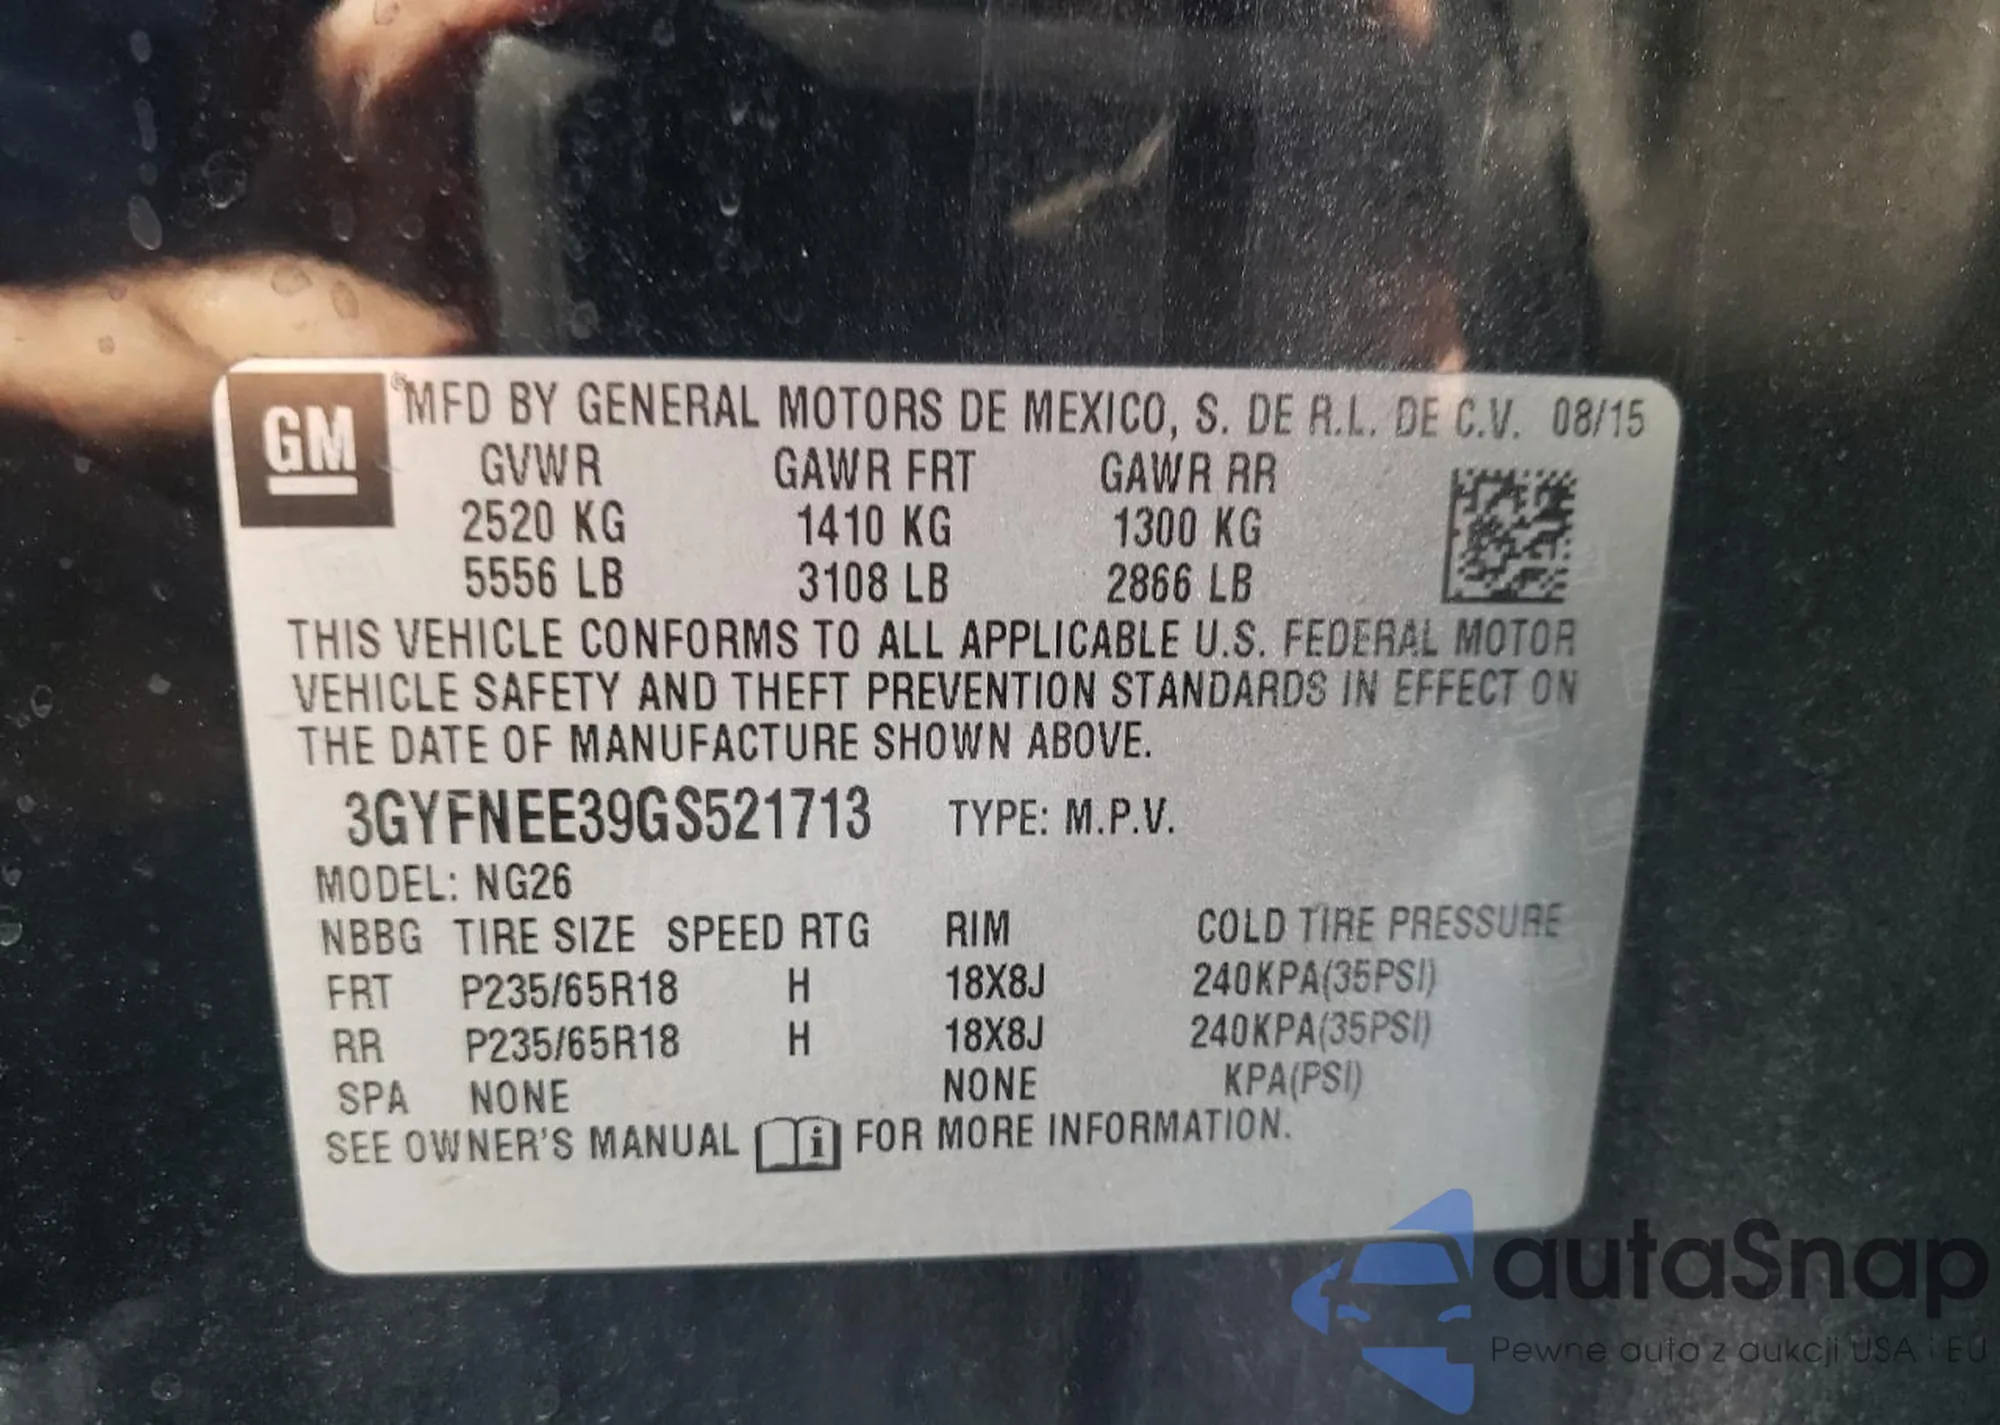 GM
®MFD BY GENERAL MOTORS DE MEXICO, S. DE R.L. DE C.V. 08/15
GVWR GAWR FRT GAWR RR
2520 KG 1410 KG 1300 KG
5556 LB 3108 LB 2866 LB
THIS VEHICLE CONFORMS TO ALL APPLICABLE U.S. FEDERAL MOTOR
VEHICLE SAFETY AND THEFT PREVENTION STANDARDS IN EFFECT ON
THE DATE OF MANUFACTURE SHOWN ABOVE.
3GYFNEE39GS521713 TYPE: M.P.V.
MODEL: NG26
NBBG TIRE SIZE SPEED RTG RIM COLD TIRE PRESSURE
FRT P235/65R18 H 18X8J 240KPA(35PSI)
RR P235/65R18 H 18X8J 240KPA(35PSI)
SPA NONE NONE KPA(PSI)
SEE OWNER'S MANUAL i FOR MORE INFORMATION.
autaSnap
Pewne auta z aukcji USA i EU